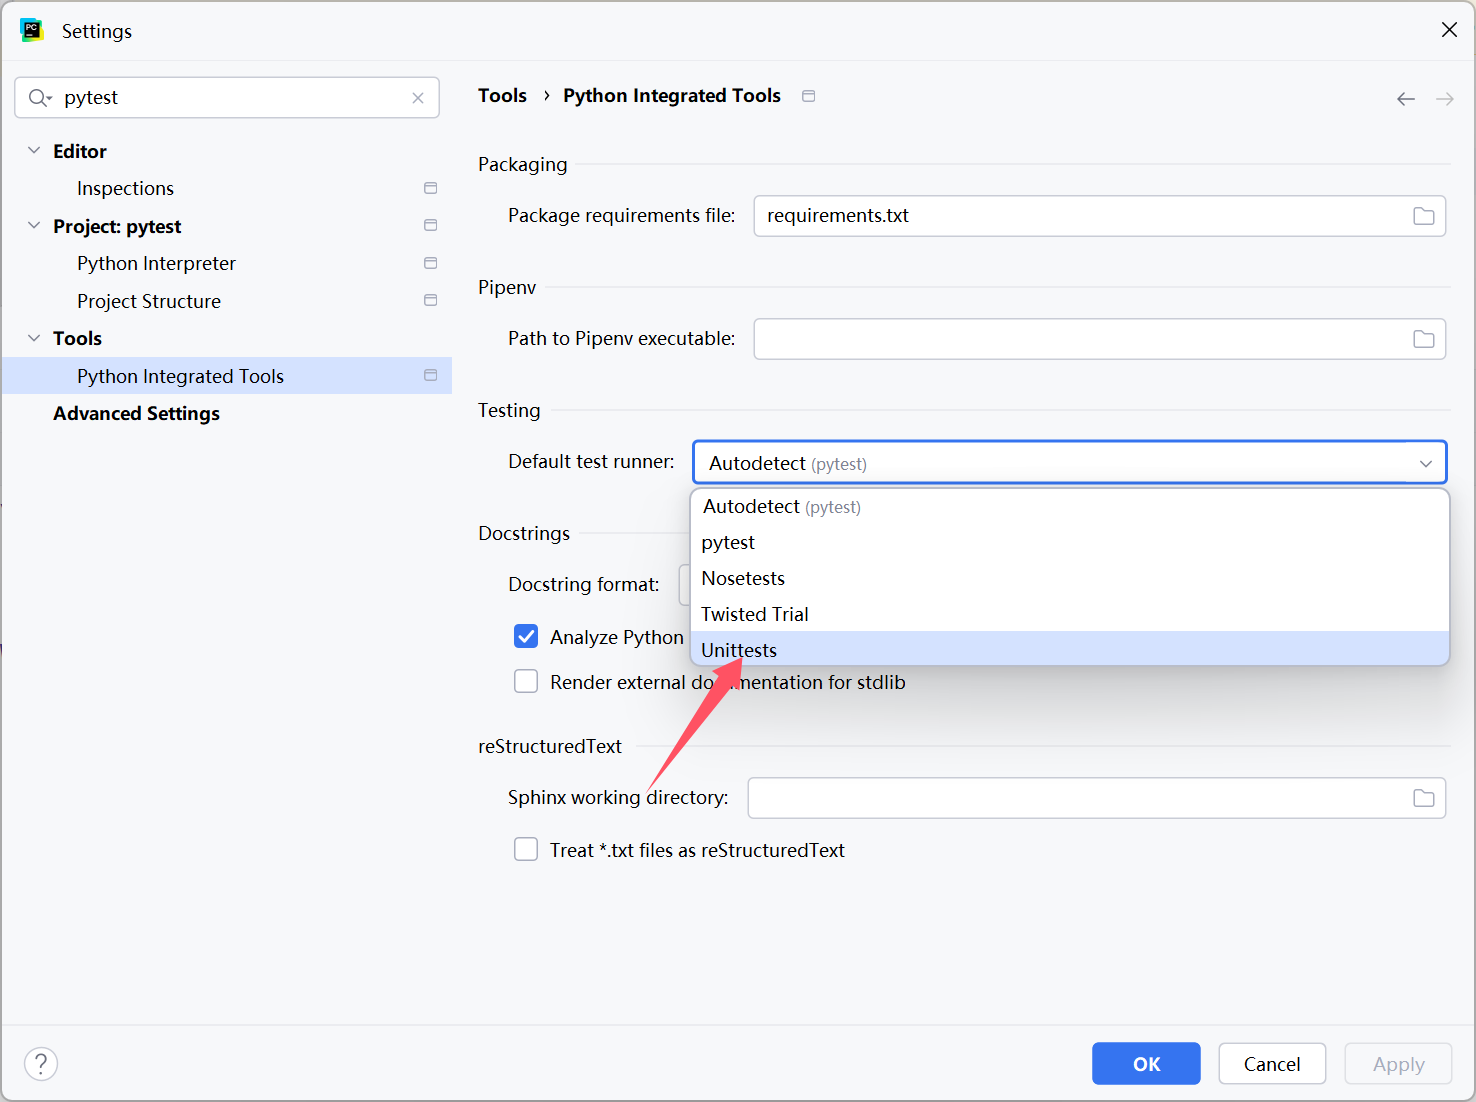 PC
Settings
pytest
Editor
Inspections
Project: pytest
Python Interpreter
Project Structure
Tools
Python Integrated Tools
Advanced Settings
Tools › Python Integrated Tools
Packaging
Package requirements file: requirements.txt
Pipenv
Path to Pipenv executable:
Testing
Default test runner: Autodetect (pytest)
Autodetect (pytest)
pytest
Nosetests
Twisted Trial
Unittests
Docstrings
Docstring format:
Analyze Python
Render external documentation for stdlib
reStructuredText
Sphinx working directory:
Treat *.txt files as reStructuredText
?
OK
Cancel
Apply